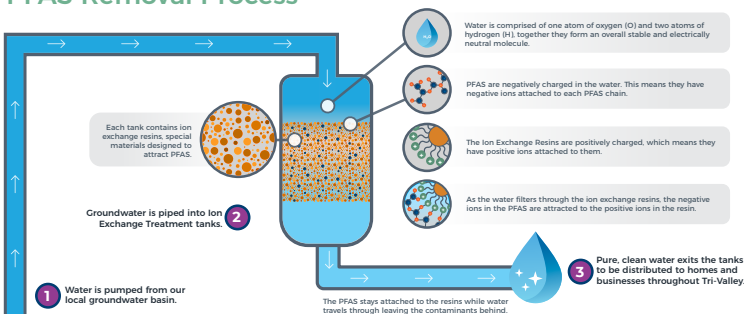 PFAS Removal Process
Water is comprised of one atom of oxygen (O) and two atoms of
hydrogen (H), together they form an overall stable and electrically
neutral molecule.
H₂O
PFAS are negatively charged in the water. This means they have
negative ions attached to each PFAS chain.
Each tank contains ion
exchange resins, special
materials designed to
attract PFAS.
The Ion Exchange Resins are positively charged, which means they
have positive ions attached to them.
As the water filters through the ion exchange resins, the negative
ions in the PFAS are attracted to the positive ions in the resin.
Groundwater is piped into Ion
Exchange Treatment tanks.
2
1
Water is pumped from our
local groundwater basin.
3
Pure, clean water exits the tanks
to be distributed to homes and
businesses throughout Tri-Valley.
The PFAS stays attached to the resins while water
travels through leaving the contaminants behind.